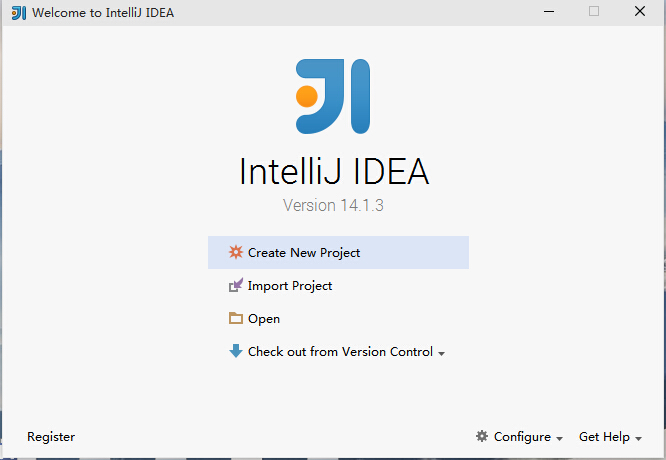 Welcome to IntelliJ IDEA
IntelliJ IDEA
Version 14.1.3
Create New Project
Import Project
Open
Check out from Version Control
Register
Configure
Get Help